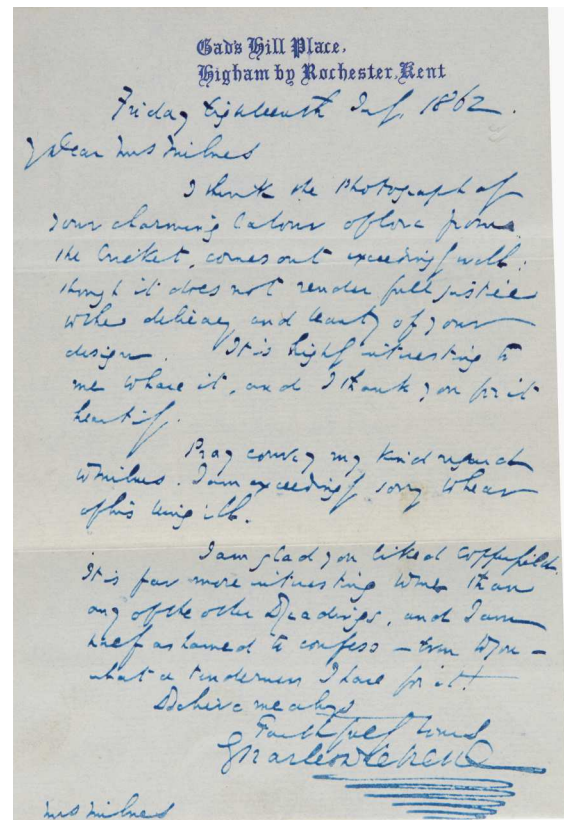 Gad's Hill Place,
Higham by Rochester, Kent
Friday Eighteenth July, 1862.
My Dear Mrs Milnes
I think the Photograph of
your charming labour of love from
the Cricket, comes out exceedingly well;
though it does not render full justice
to the delicacy and beauty of your
design. It is highly interesting to
me to have it, and I thank you for it
heartily.
Pray convey my kind regards
to Milnes. I am exceedingly sorry to hear
of his being ill.
I am glad you liked Copperfield.
It is far more interesting to me than
any of the other Readings, and I am
half ashamed to confess — even to you —
what a tenderness I have for it!
Believe me always
Faithfully Yours
Charles Dickens
Mrs Milnes